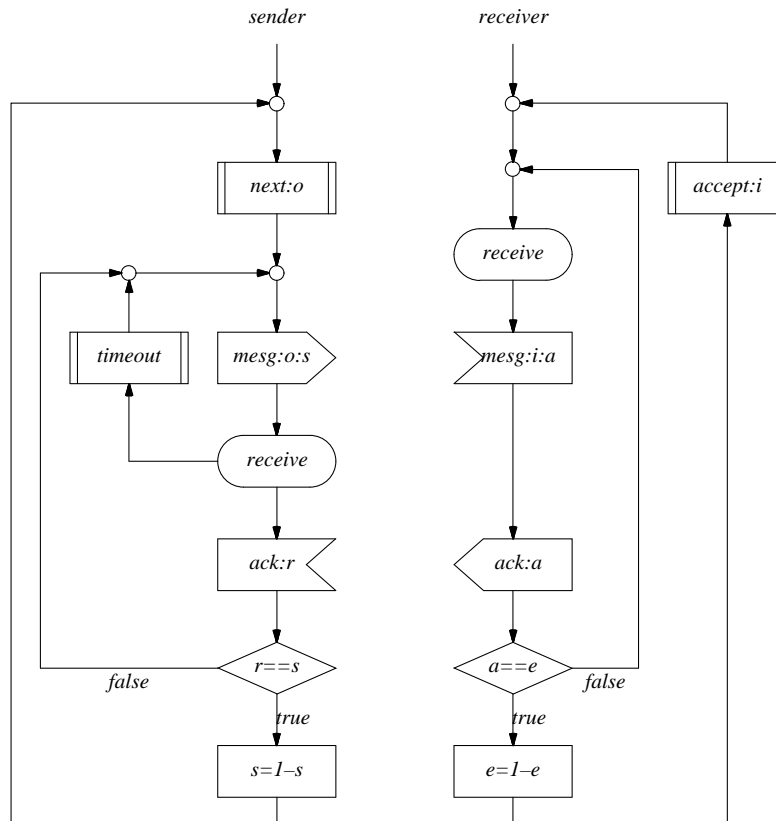 sender
receiver
next:o
accept:i
receive
timeout
mesg:o:s
mesg:i:a
receive
ack:r
ack:a
r==s
a==e
false
false
true
true
s=1–s
e=1–e